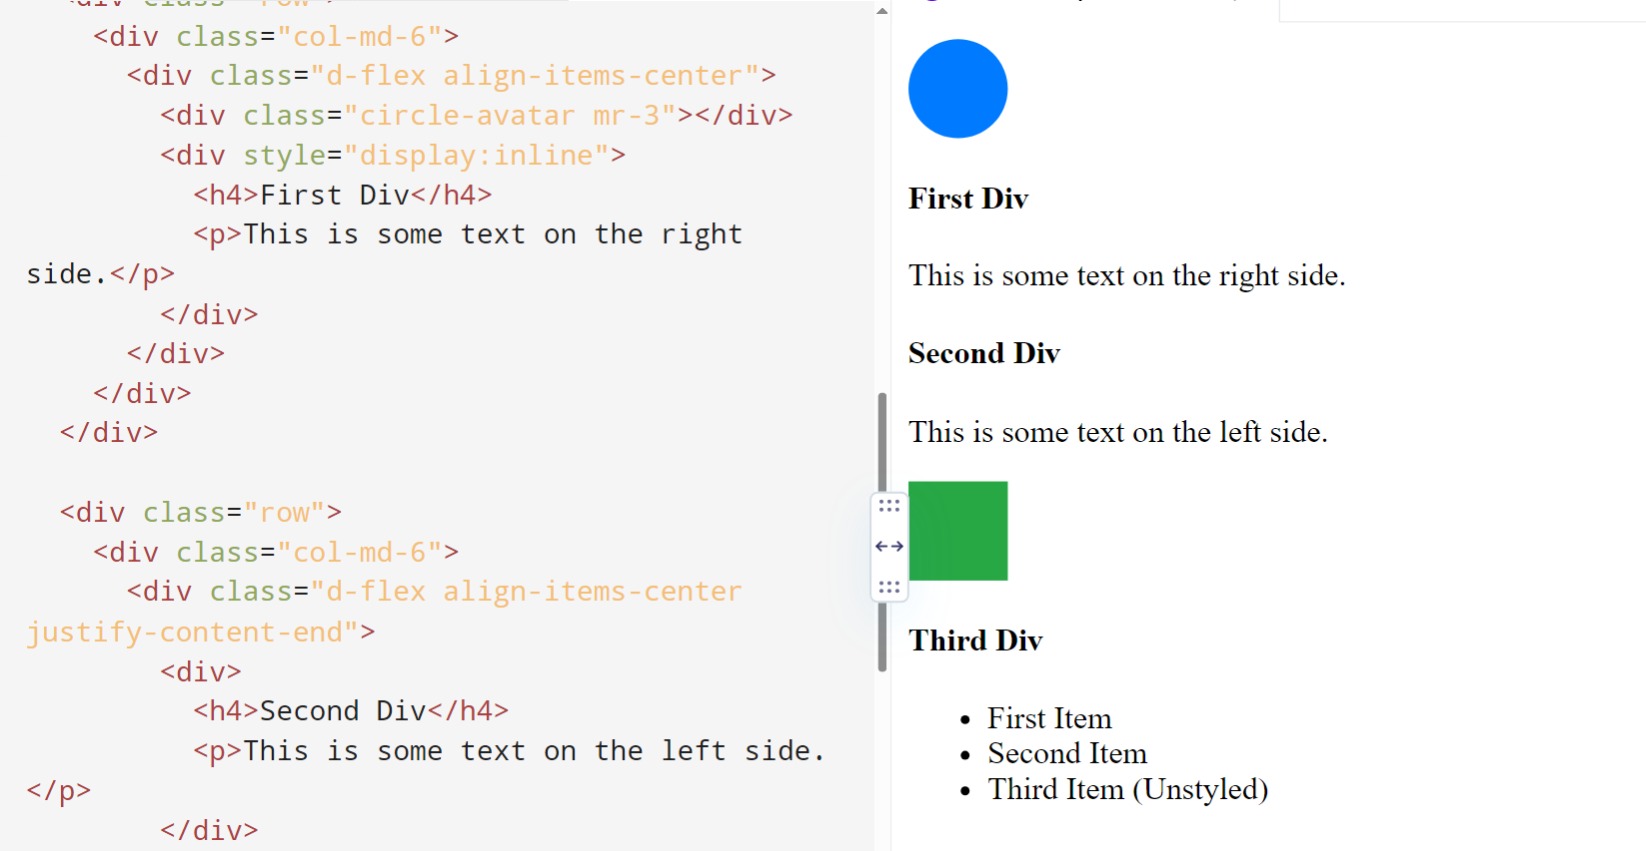 <div class="row">
<div class="col-md-6">
<div class="d-flex align-items-center">
<div class="circle-avatar mr-3"></div>
<div style="display:inline">
<h4>First Div</h4>
<p>This is some text on the right
side.</p>
</div>
</div>
</div>
</div>
<div class="row">
<div class="col-md-6">
<div class="d-flex align-items-center
justify-content-end">
<div>
<h4>Second Div</h4>
<p>This is some text on the left side.
</p>
</div>
First Div
This is some text on the right side.
Second Div
This is some text on the left side.
Third Div
• First Item
• Second Item
• Third Item (Unstyled)